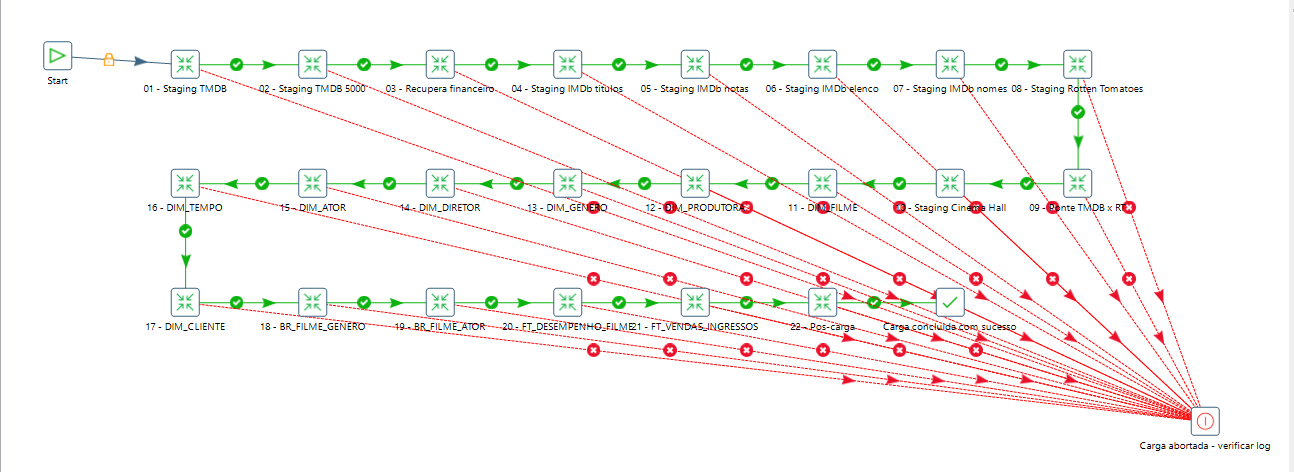 Start
01 - Staging TMDB
02 - Staging TMDB 5000
03 - Recupera financeiro
04 - Staging IMDb titulos
05 - Staging IMDb notas
06 - Staging IMDb elenco
07 - Staging IMDb nomes
08 - Staging Rotten Tomatoes
16 - DIM_TEMPO
15 - DIM_ATOR
14 - DIM_DIRETOR
13 - DIM_GENERO
12 - DIM_PRODUTORA
11 - DIM_FILME
10 - Staging Cinema Hall
09 - Ponte TMDB x RT
17 - DIM_CLIENTE
18 - BR_FILME_GENERO
19 - BR_FILME_ATOR
20 - FT_DESEMPENHO_FILME
21 - FT_VENDAS_INGRESSOS
22 - Pos-carga
Carga concluida com sucesso
Carga abortada - verificar log